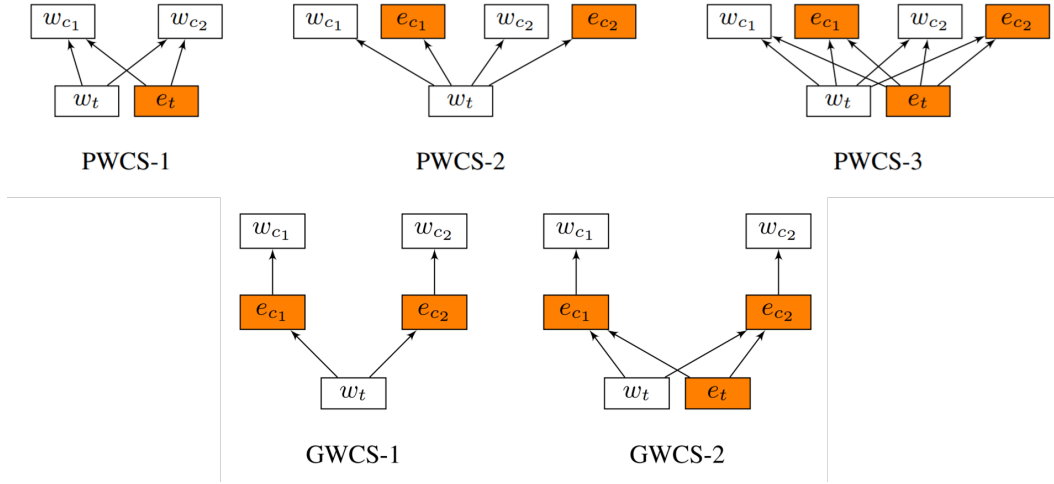 w_{c_1} w_{c_2} w_{c_1} e_{c_1} w_{c_2} e_{c_2} w_{c_1} e_{c_1} w_{c_2} e_{c_2}
w_t e_t w_t w_t e_t
PWCS-1 PWCS-2 PWCS-3
w_{c_1} w_{c_2} w_{c_1} w_{c_2}
e_{c_1} e_{c_2} e_{c_1} e_{c_2}
w_t w_t e_t
GWCS-1 GWCS-2